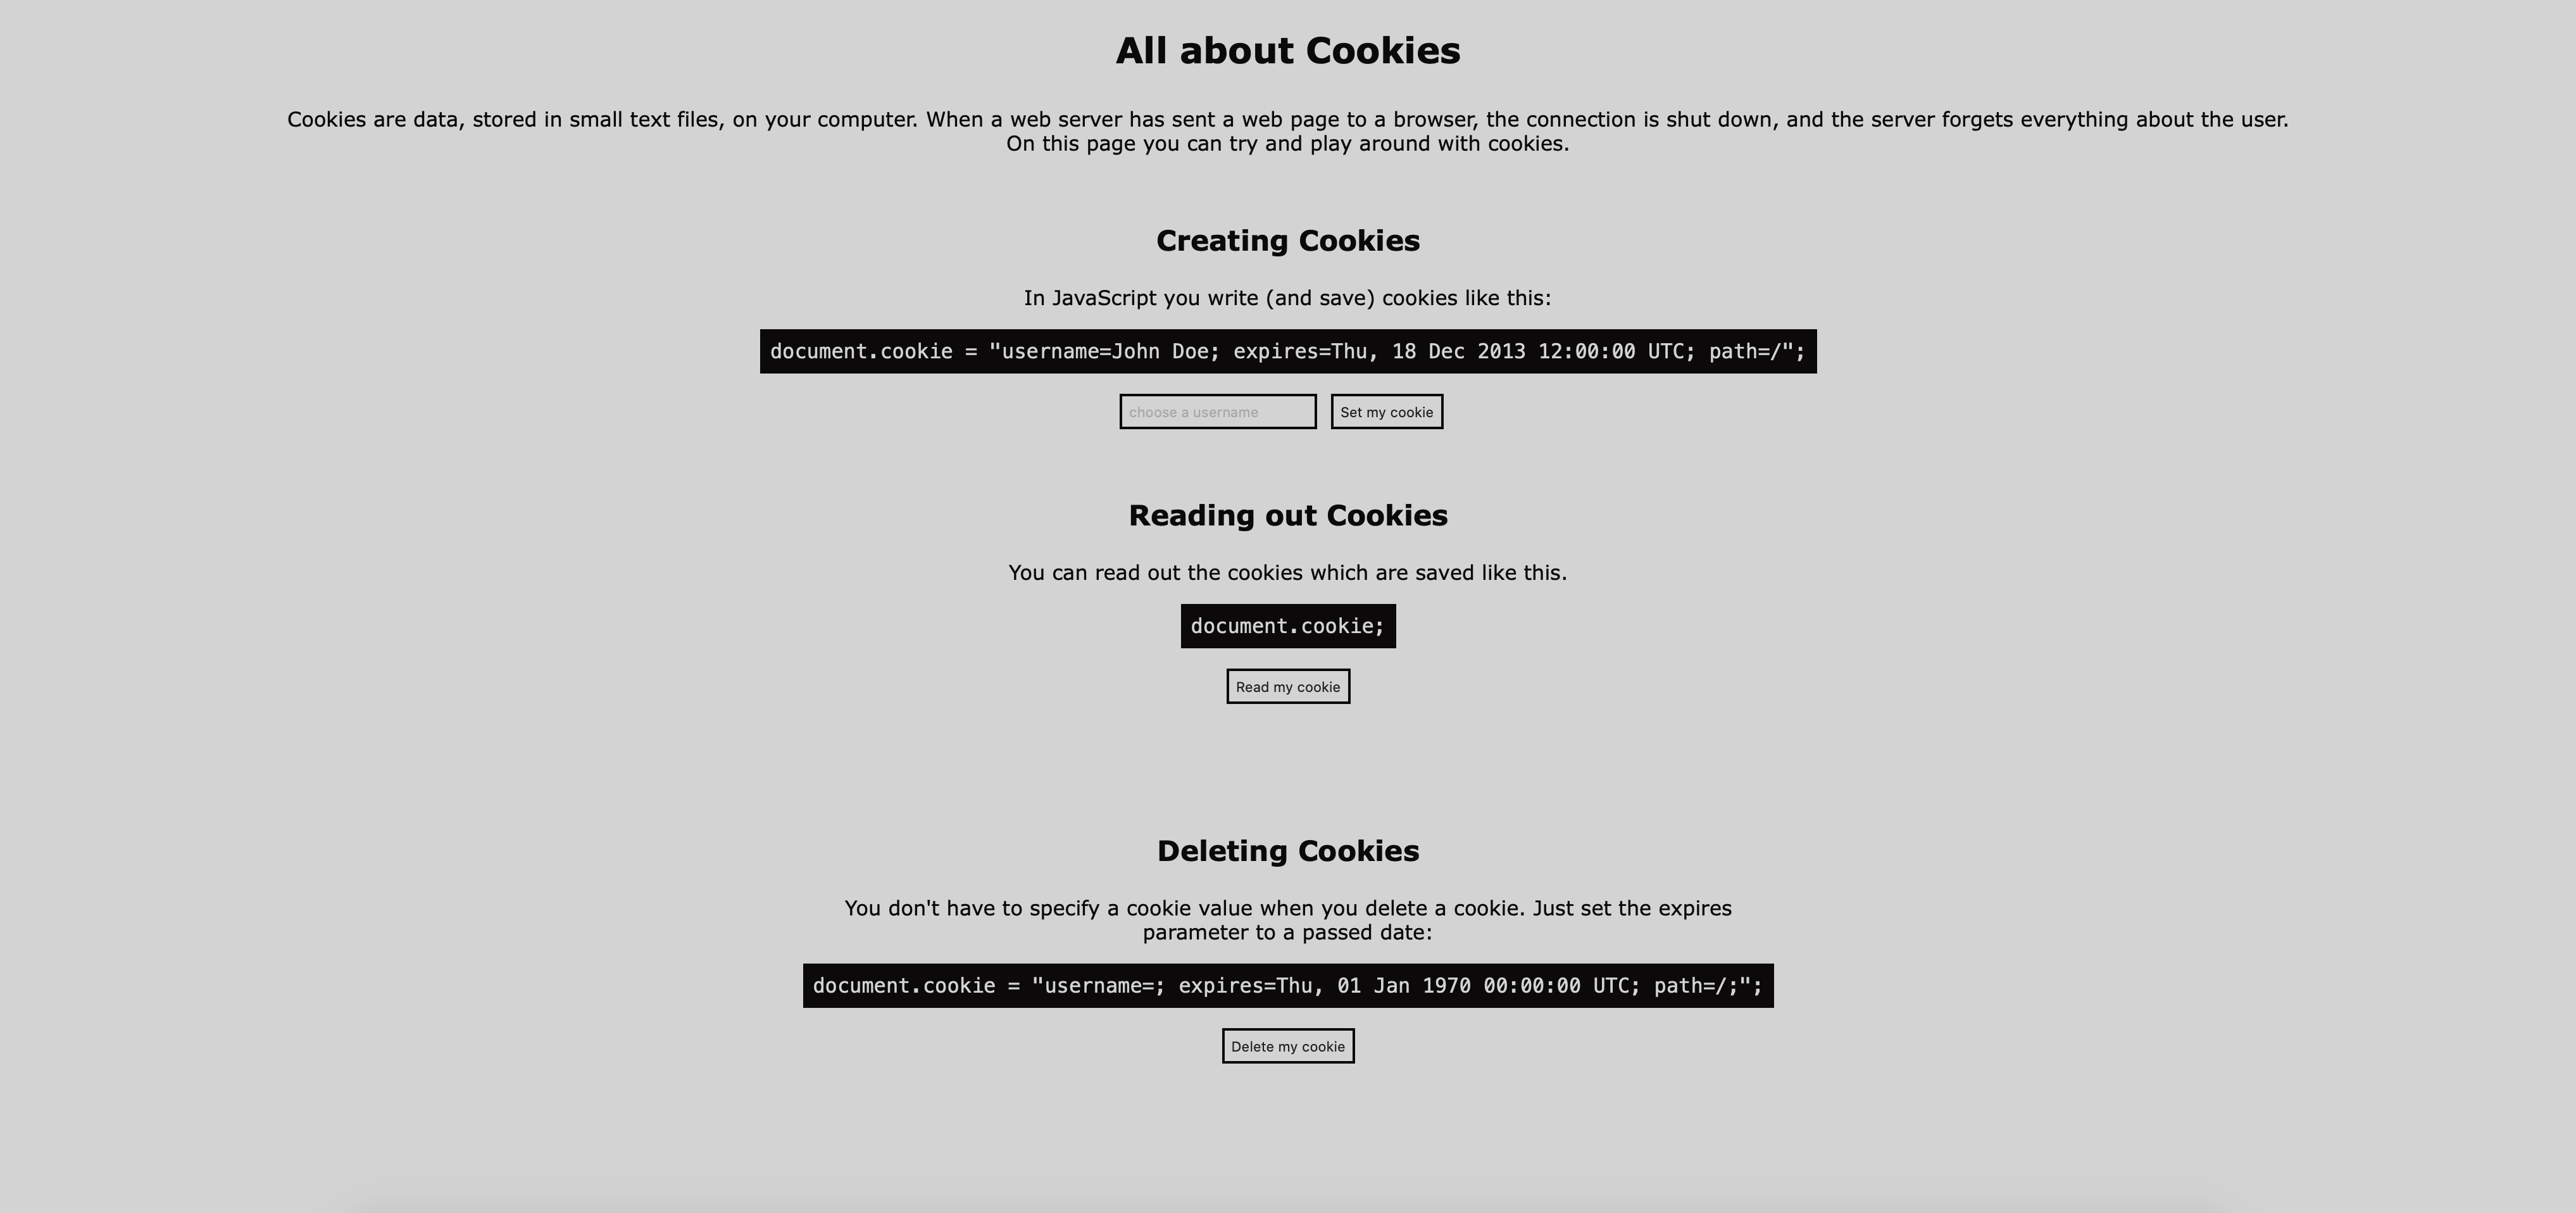 All about Cookies
Cookies are data, stored in small text files, on your computer. When a web server has sent a web page to a browser, the connection is shut down, and the server forgets everything about the user.
On this page you can try and play around with cookies.
Creating Cookies
In JavaScript you write (and save) cookies like this:
document.cookie = "username=John Doe; expires=Thu, 18 Dec 2013 12:00:00 UTC; path=/";
choose a username Set my cookie
Reading out Cookies
You can read out the cookies which are saved like this.
document.cookie;
Read my cookie
Deleting Cookies
You don't have to specify a cookie value when you delete a cookie. Just set the expires
parameter to a passed date:
document.cookie = "username=; expires=Thu, 01 Jan 1970 00:00:00 UTC; path=/;";
Delete my cookie